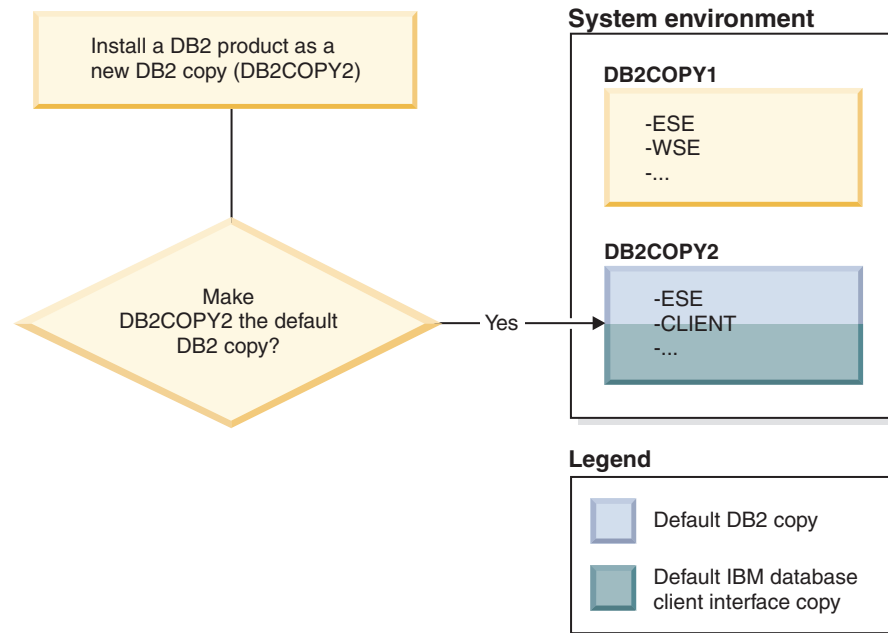 Install a DB2 product as a
new DB2 copy (DB2COPY2)
Make
DB2COPY2 the default
DB2 copy?
Yes
System environment
DB2COPY1
-ESE
-WSE
-...
DB2COPY2
-ESE
-CLIENT
-...
Legend
Default DB2 copy
Default IBM database
client interface copy